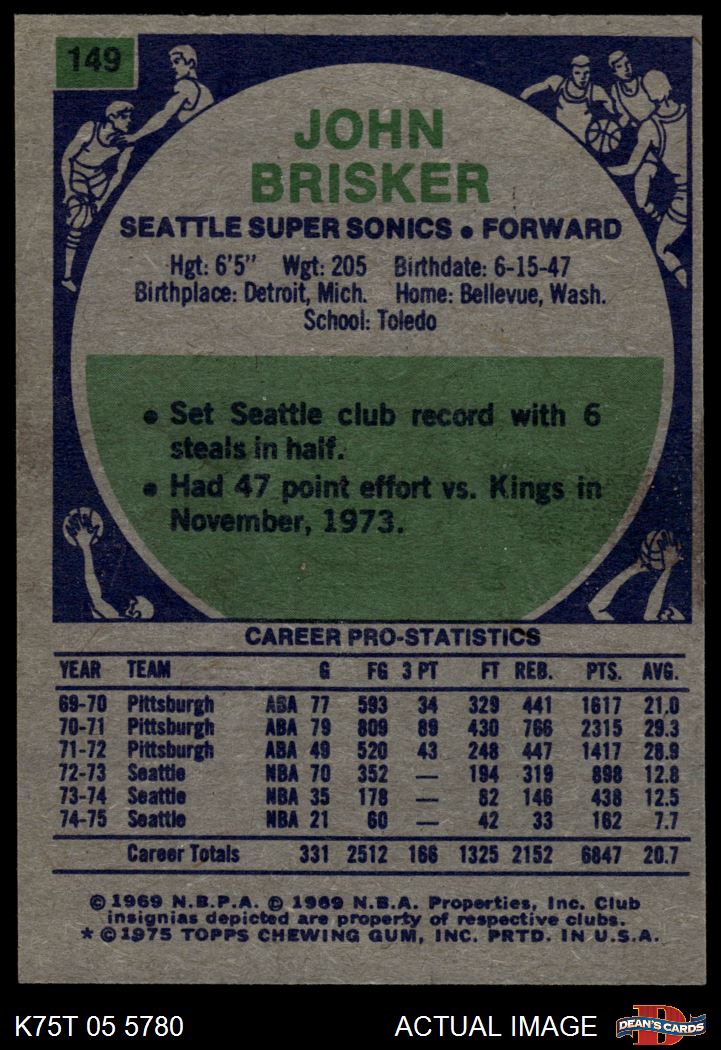 149
JOHN
BRISKER
SEATTLE SUPER SONICS • FORWARD
Hgt: 6'5" Wgt: 205 Birthdate: 6-15-47
Birthplace: Detroit, Mich. Home: Bellevue, Wash.
School: Toledo
• Set Seattle club record with 6
steals in half.
• Had 47 point effort vs. Kings in
November, 1973.
CAREER PRO-STATISTICS
YEAR TEAM G FG 3 PT FT REB. PTS. AVG.
69-70 Pittsburgh ABA 77 593 34 329 441 1617 21.0
70-71 Pittsburgh ABA 79 809 89 430 766 2315 29.3
71-72 Pittsburgh ABA 49 520 43 248 447 1417 28.9
72-73 Seattle NBA 70 352 — 194 319 898 12.8
73-74 Seattle NBA 35 178 — 82 146 438 12.5
74-75 Seattle NBA 21 60 — 42 33 162 7.7
Career Totals 331 2512 166 1325 2152 6847 20.7
© 1969 N.B.P.A. © 1969 N.B.A. Properties, Inc. Club
insignias depicted are property of respective clubs.
* © 1975 TOPPS CHEWING GUM, INC. PRTD. IN U.S.A.
K75T 05 5780 ACTUAL IMAGE D DEAN'S CARDS